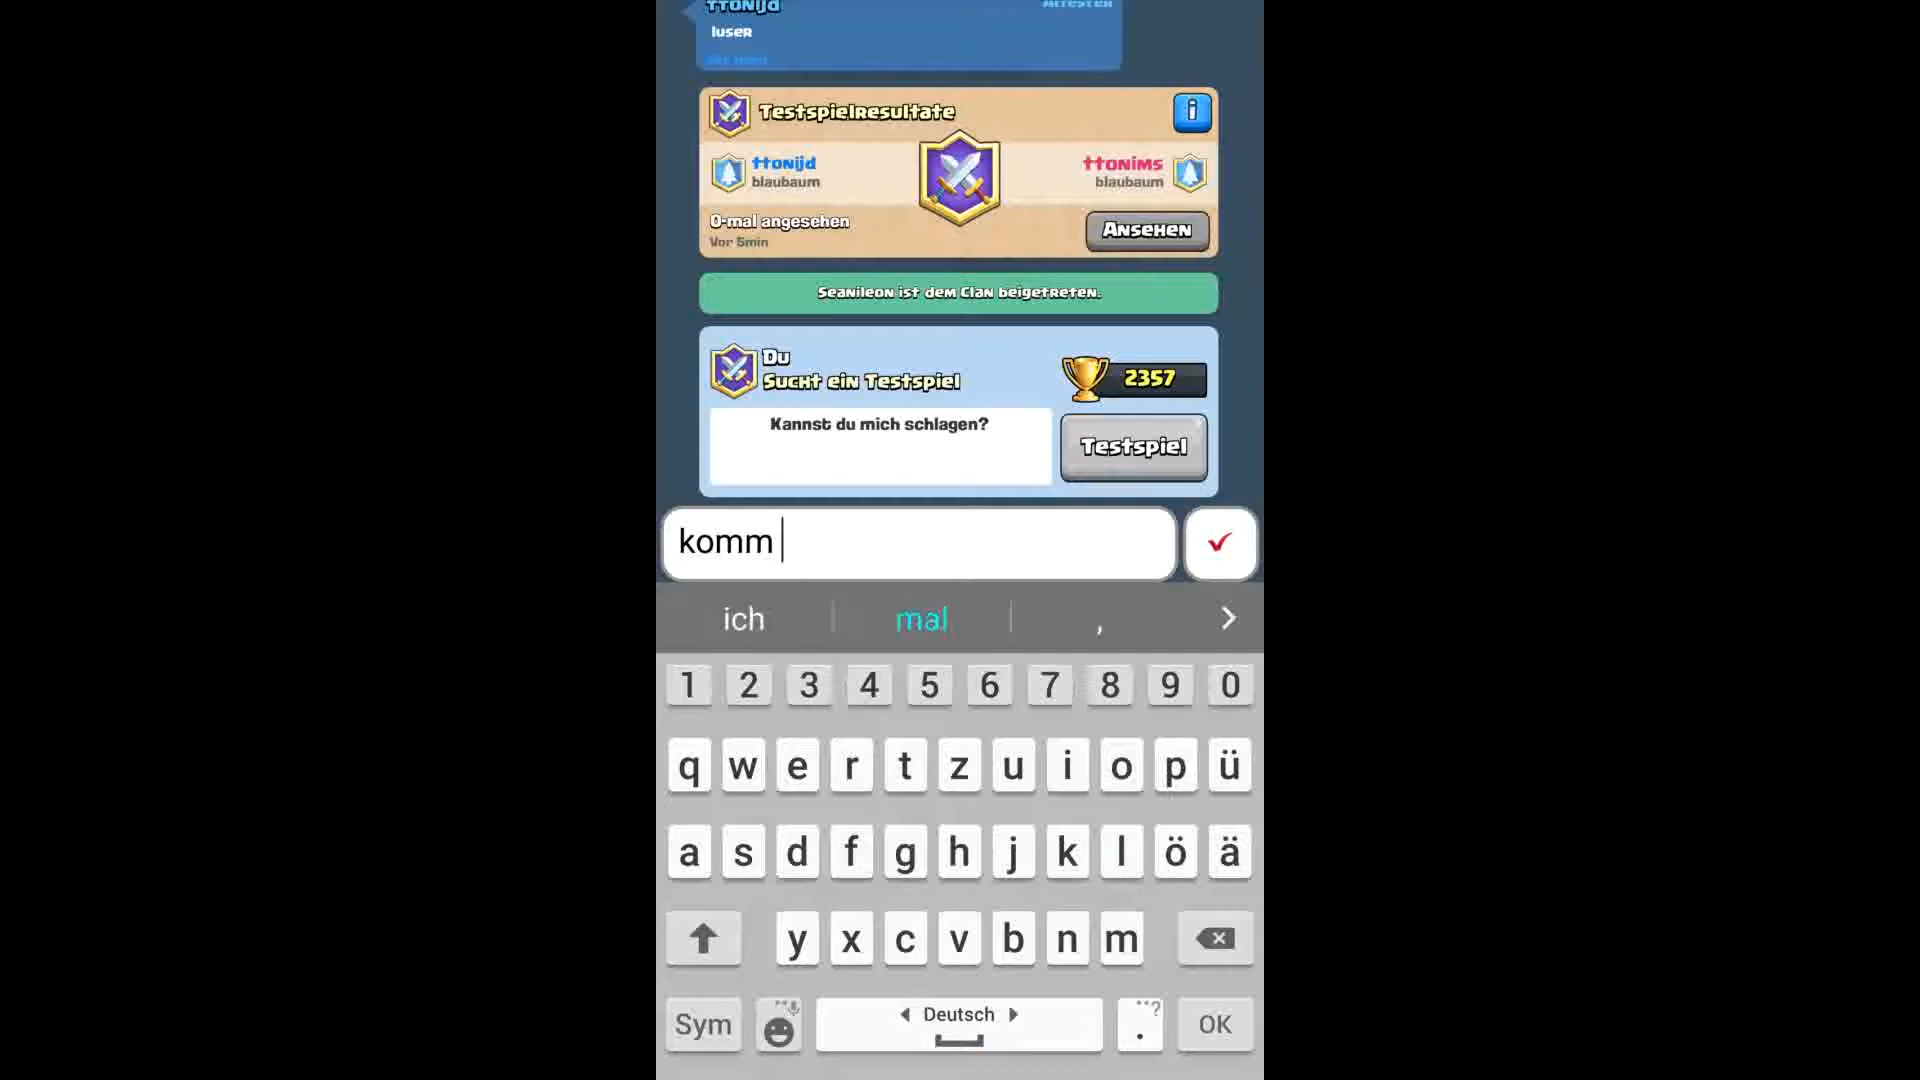 ttonijd
luser
Testspielresultate
i
ttonijd
ttonims
blaubaum
blaubaum
0-mal angesehen
Vor 5min
Ansehen
Seanileon ist dem Clan beigetreten.
Du
Sucht ein Testspiel
2357
Kannst du mich schlagen?
Testspiel
komm
ich mal ,
1 2 3 4 5 6 7 8 9 0
q w e r t z u i o p ü
a s d f g h j k l ö ä
y x c v b n m
Sym Deutsch . ? OK